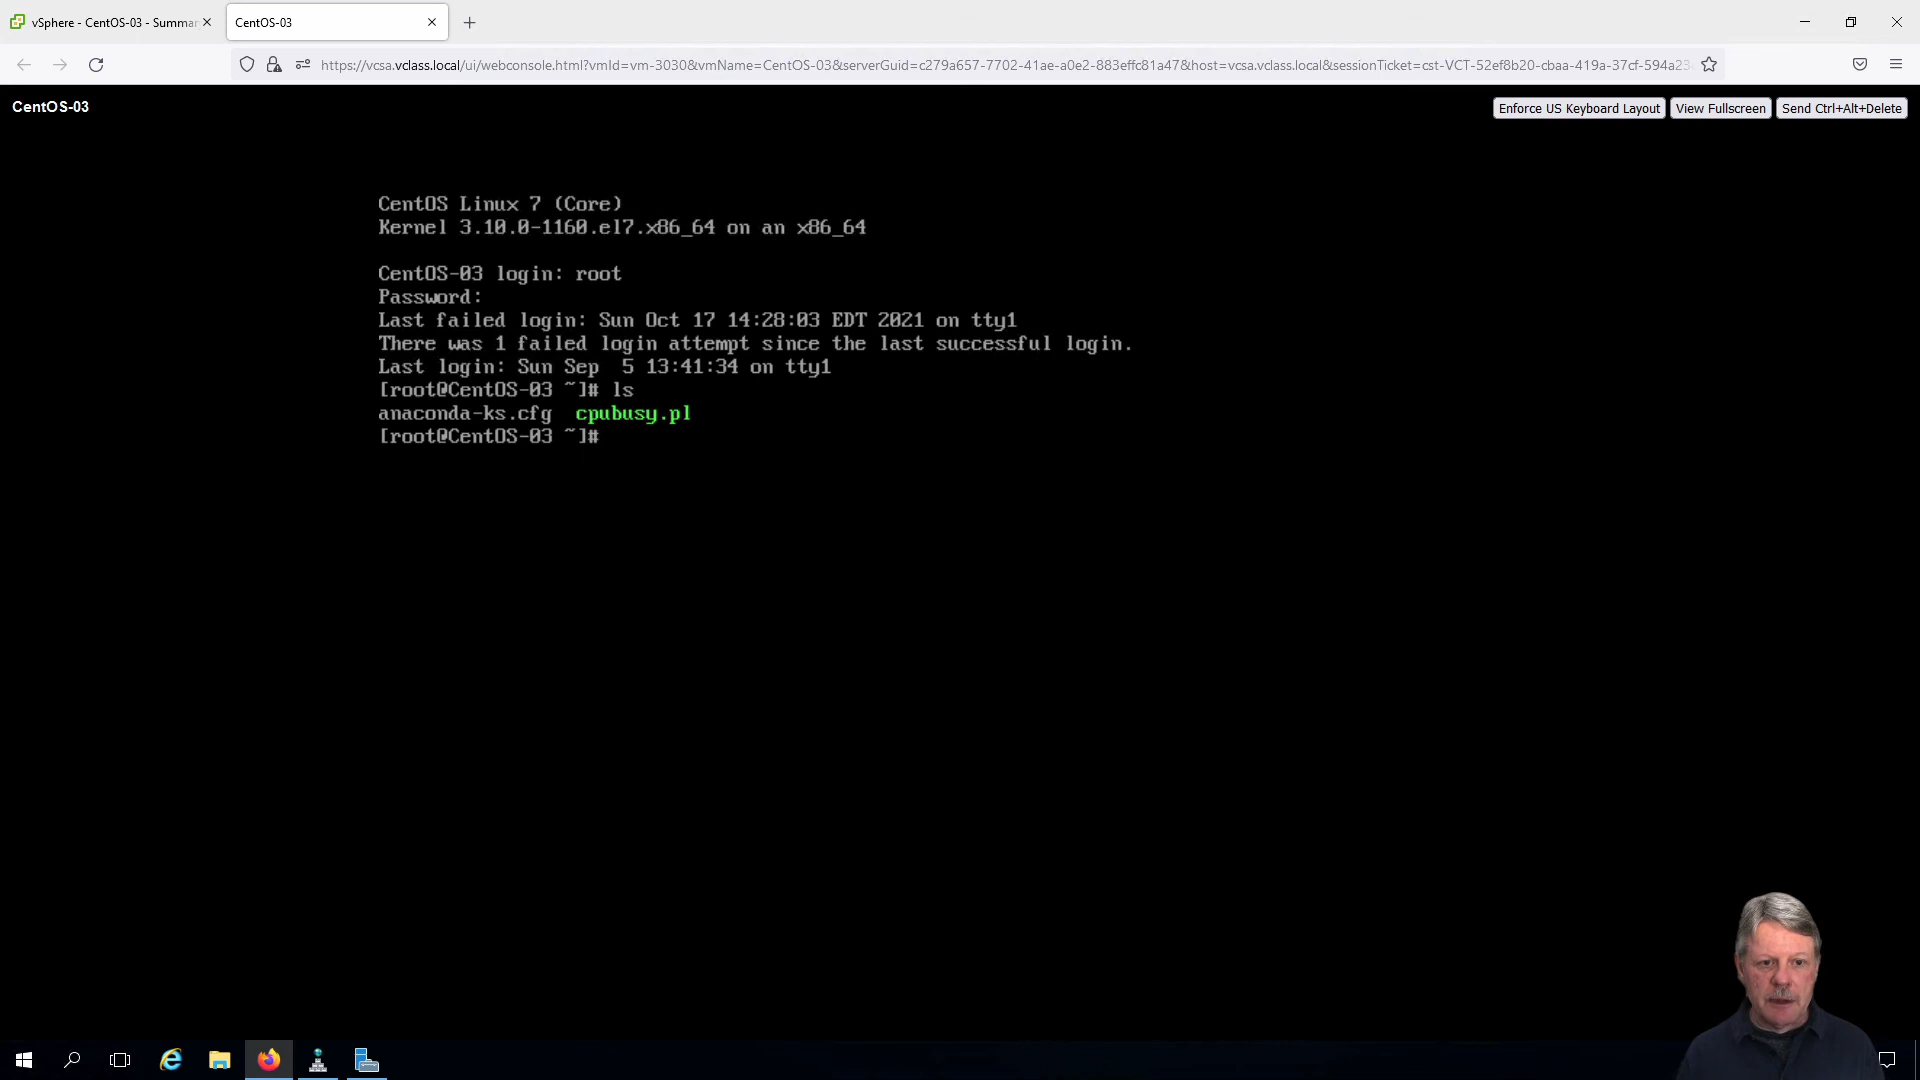 vSphere - CentOS-03 - Summar
CentOS-03
https://vcsa.vclass.local/ui/webconsole.html?vmId=vm-3030&vmName=CentOS-03&serverGuid=c279a657-7702-41ae-a0e2-883effc81a47&host=vcsa.vclass.local&sessionTicket=cst-VCT-52ef8b20-cbaa-419a-37cf-594a23
CentOS-03
Enforce US Keyboard Layout
View Fullscreen
Send Ctrl+Alt+Delete
CentOS Linux 7 (Core)
Kernel 3.10.0-1160.el7.x86_64 on an x86_64
CentOS-03 login: root
Password:
Last failed login: Sun Oct 17 14:28:03 EDT 2021 on tty1
There was 1 failed login attempt since the last successful login.
Last login: Sun Sep  5 13:41:34 on tty1
[root@CentOS-03 ~]# ls
anaconda-ks.cfg  cpubusy.pl
[root@CentOS-03 ~]#